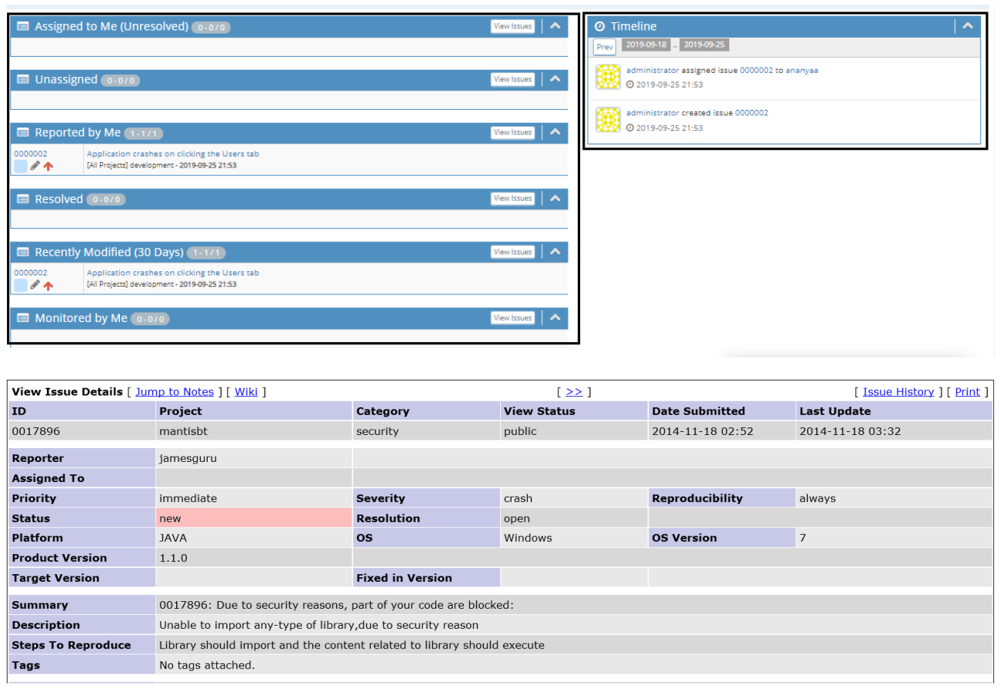 Assigned to Me (Unresolved) 0 - 0 / 0 View Issues
Unassigned 0 - 0 / 0 View Issues
Reported by Me 1 - 1 / 1 View Issues
0000002 Application crashes on clicking the Users tab
[All Projects] development - 2019-09-25 21:53
Resolved 0 - 0 / 0 View Issues
Recently Modified (30 Days) 1 - 1 / 1 View Issues
0000002 Application crashes on clicking the Users tab
[All Projects] development - 2019-09-25 21:53
Monitored by Me 0 - 0 / 0 View Issues
Timeline
Prev 2019-09-18 .. 2019-09-25
administrator assigned issue 0000002 to ananyaa
2019-09-25 21:53
administrator created issue 0000002
2019-09-25 21:53
View Issue Details [ Jump to Notes ] [ Wiki ] [ >> ] [ Issue History ] [ Print ]
ID Project Category View Status Date Submitted Last Update
0017896 mantisbt security public 2014-11-18 02:52 2014-11-18 03:32
Reporter jamesguru
Assigned To
Priority immediate Severity crash Reproducibility always
Status new Resolution open
Platform JAVA OS Windows OS Version 7
Product Version 1.1.0
Target Version Fixed in Version
Summary 0017896: Due to security reasons, part of your code are blocked:
Description Unable to import any-type of library,due to security reason
Steps To Reproduce Library should import and the content related to library should execute
Tags No tags attached.